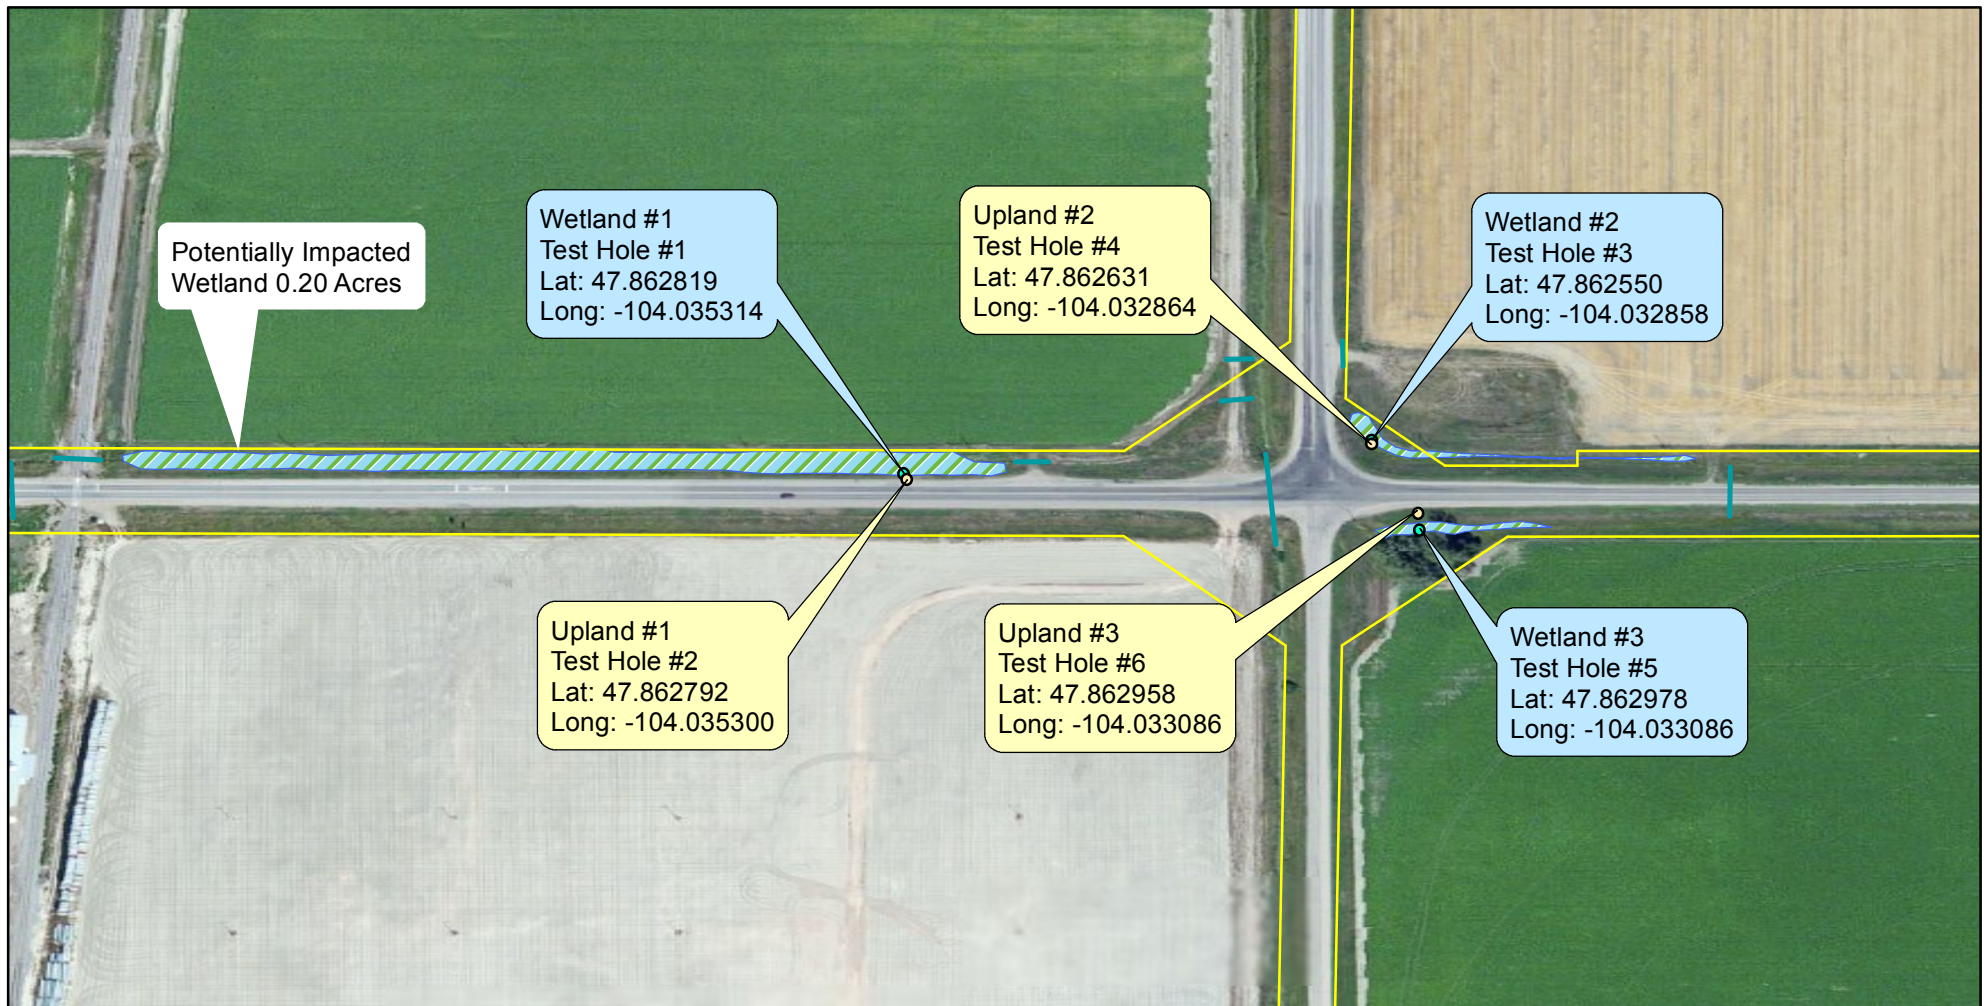 Potentially Impacted
Wetland 0.20 Acres
Wetland #1
Test Hole #1
Lat: 47.862819
Long: -104.035314
Upland #2
Test Hole #4
Lat: 47.862631
Long: -104.032864
Wetland #2
Test Hole #3
Lat: 47.862550
Long: -104.032858
Upland #1
Test Hole #2
Lat: 47.862792
Long: -104.035300
Upland #3
Test Hole #6
Lat: 47.862958
Long: -104.033086
Wetland #3
Test Hole #5
Lat: 47.862978
Long: -104.033086